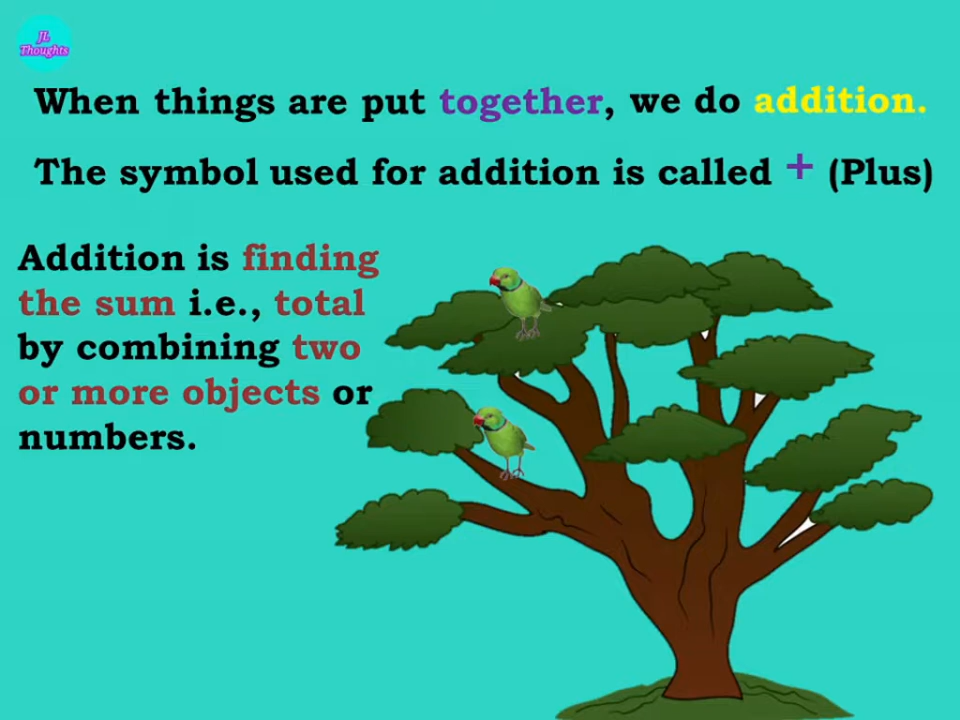 JL
Thoughts
When things are put together, we do addition.
The symbol used for addition is called + (Plus)
Addition is finding
the sum i.e., total
by combining two
or more objects or
numbers.